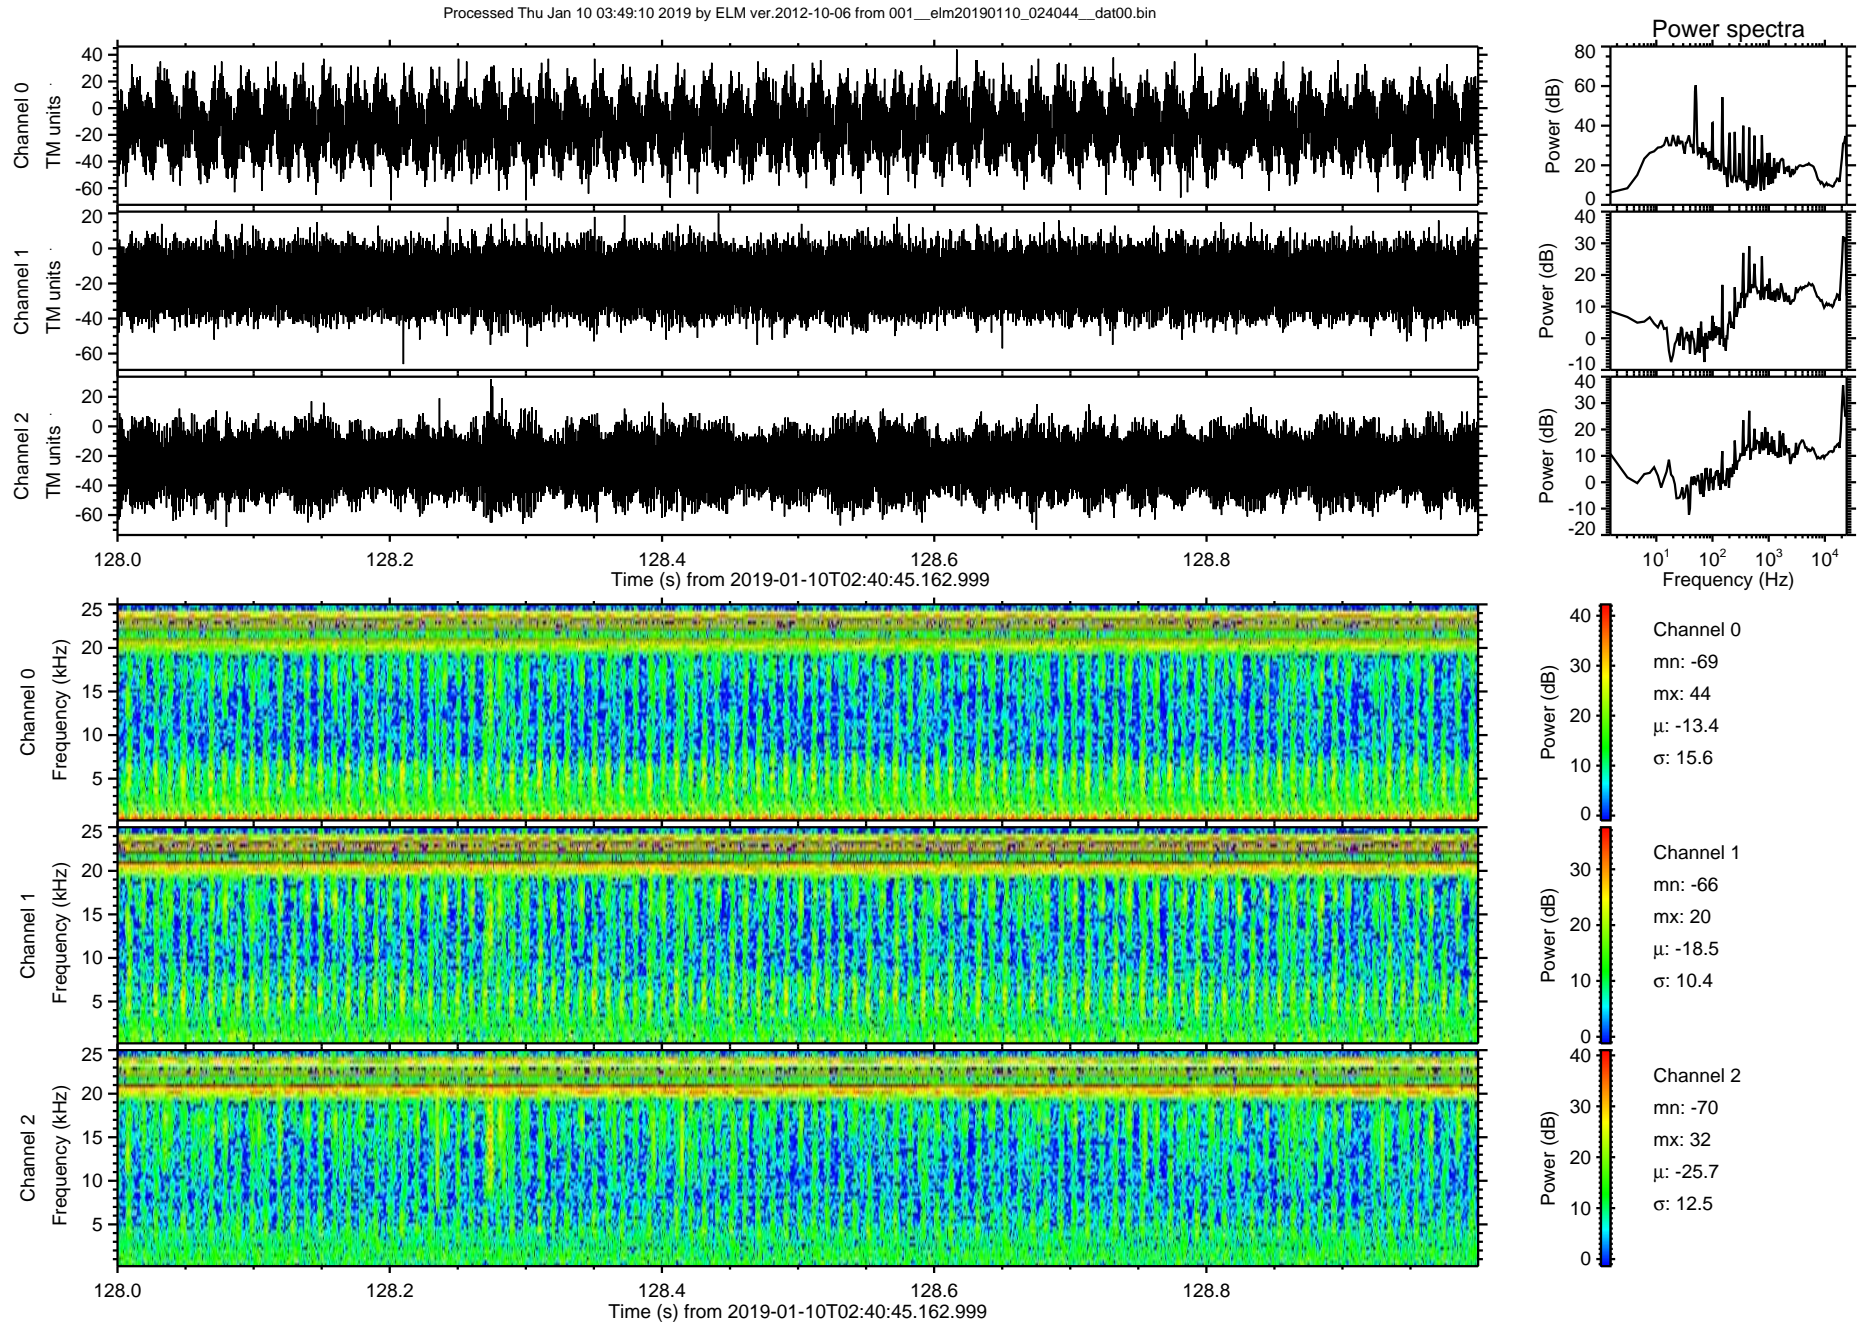 Processed Thu Jan 10 03:49:10 2019 by ELM ver.2012-10-06 from 001__elm20190110_024044__dat00.bin
Power spectra
Channel 0
TM units
40
20
0
-20
-40
-60
Power (dB)
80
60
40
20
0
Channel 1
TM units
20
0
-20
-40
-60
Power (dB)
40
30
20
10
0
-10
Channel 2
TM units
20
0
-20
-40
-60
Power (dB)
40
30
20
10
0
-10
-20
128.0 128.2 128.4 128.6 128.8
Time (s) from 2019-01-10T02:40:45.162.999
10¹ 10² 10³ 10⁴
Frequency (Hz)
Channel 0
Frequency (kHz)
25
20
15
10
5
Power (dB)
40
30
20
10
0
Channel 0
mn: -69
mx: 44
μ: -13.4
σ: 15.6
Channel 1
Frequency (kHz)
25
20
15
10
5
Power (dB)
30
20
10
0
Channel 1
mn: -66
mx: 20
μ: -18.5
σ: 10.4
Channel 2
Frequency (kHz)
25
20
15
10
5
Power (dB)
40
30
20
10
0
Channel 2
mn: -70
mx: 32
μ: -25.7
σ: 12.5
128.0 128.2 128.4 128.6 128.8
Time (s) from 2019-01-10T02:40:45.162.999